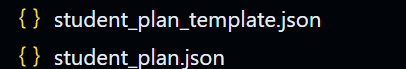 {} student_plan_template.json
{} student_plan.json